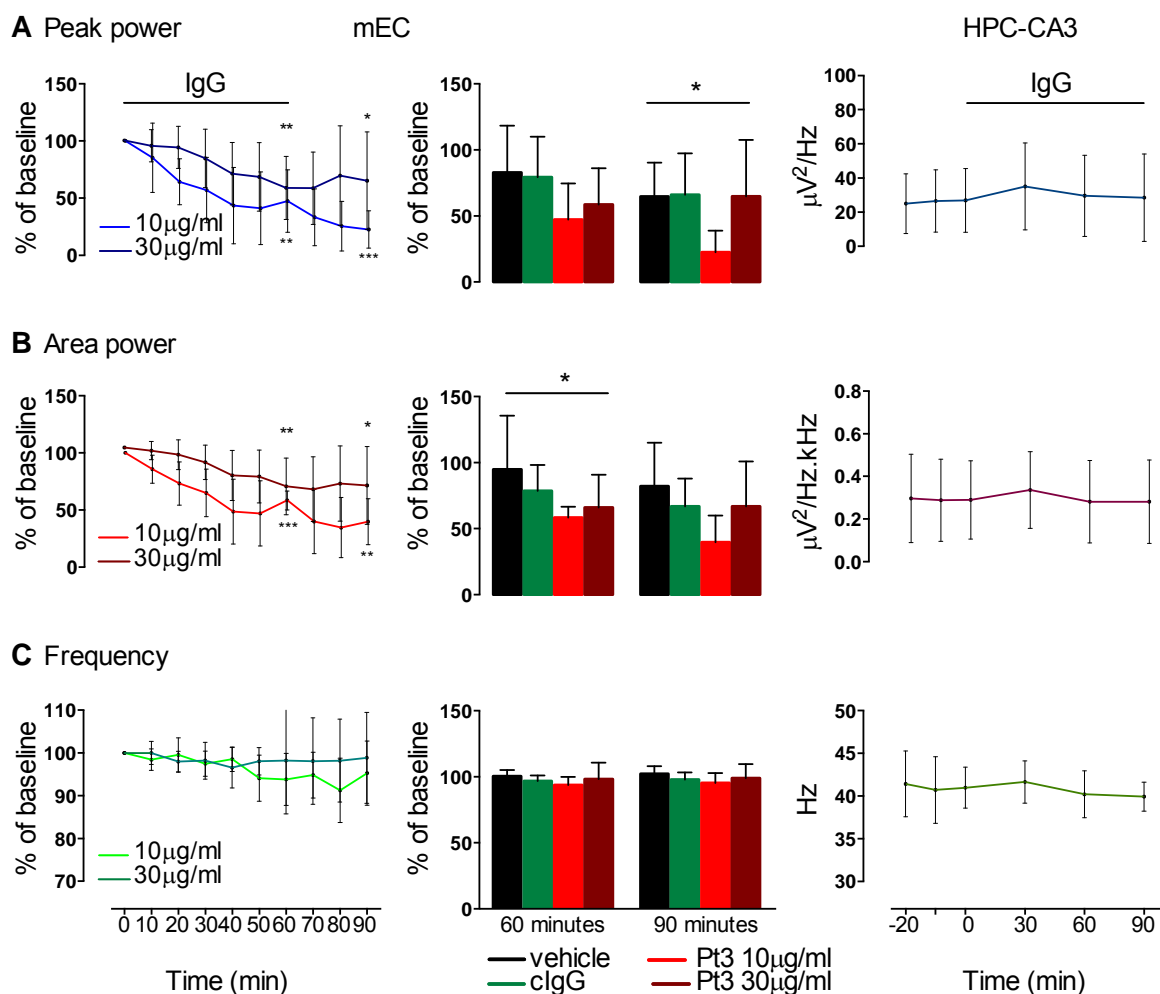 A Peak power mEC HPC-CA3
IgG
% of baseline
150
100
50
0
** *
** ***
10μg/ml
30μg/ml
% of baseline
150
100
50
0
*
μV²/Hz
100
80
60
40
20
0
IgG
B Area power
% of baseline
150
100
50
0
** *
*** **
10μg/ml
30μg/ml
% of baseline
150
100
50
0
*
μV²/Hz.kHz
0.8
0.6
0.4
0.2
0.0
C Frequency
% of baseline
110
100
90
80
70
10μg/ml
30μg/ml
0 10 20 30 40 50 60 70 80 90
Time (min)
% of baseline
150
100
50
0
60 minutes 90 minutes
vehicle Pt3 10μg/ml
cIgG Pt3 30μg/ml
Hz
50
45
40
35
30
-20 0 30 60 90
Time (min)